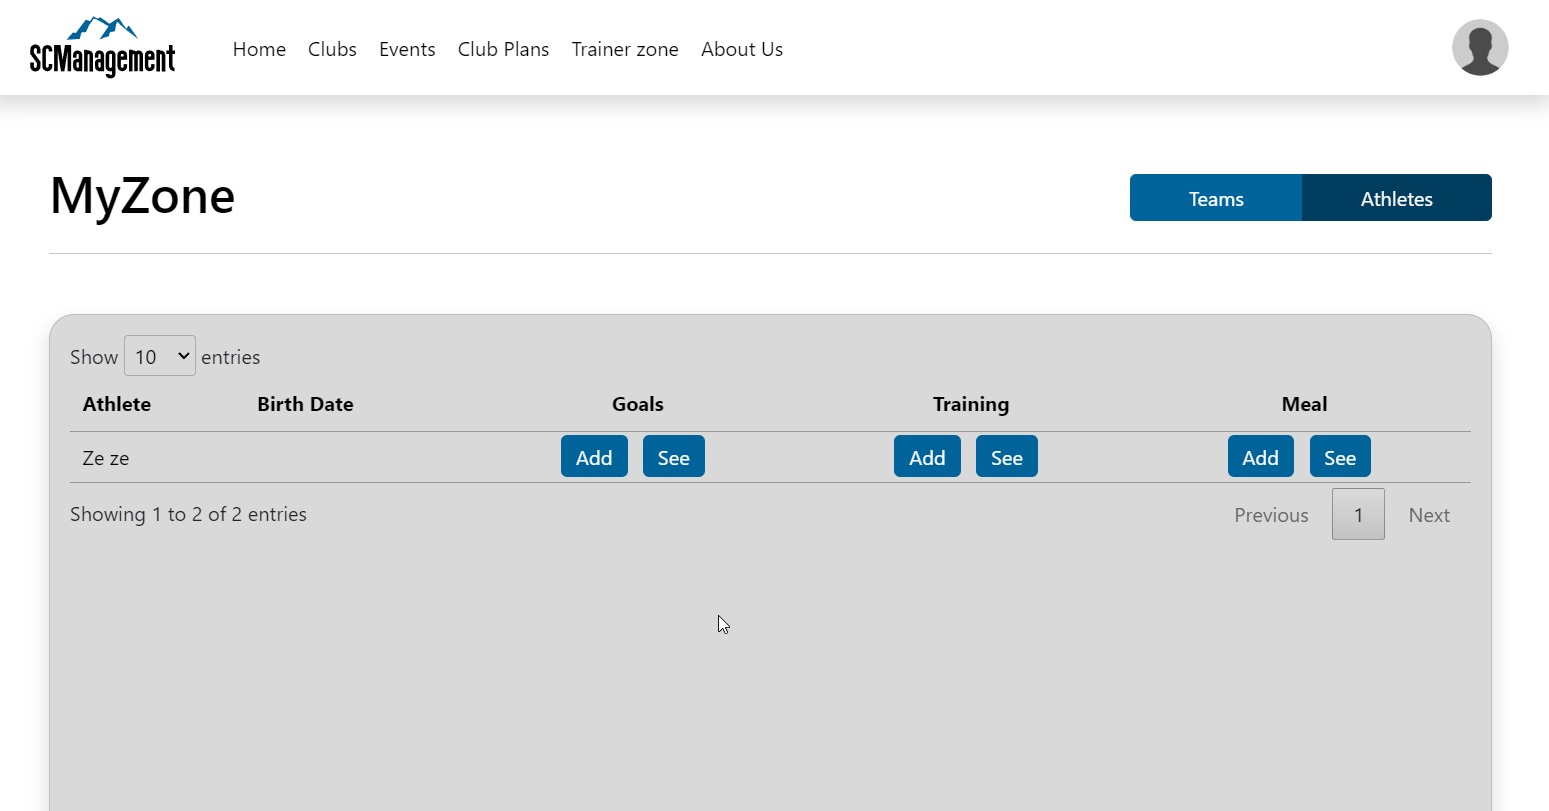 SCManagement
Home Clubs Events Club Plans Trainer zone About Us
MyZone
Teams Athletes
Show 10 entries
Athlete Birth Date Goals Training Meal
Ze ze Add See Add See Add See
Showing 1 to 2 of 2 entries Previous 1 Next